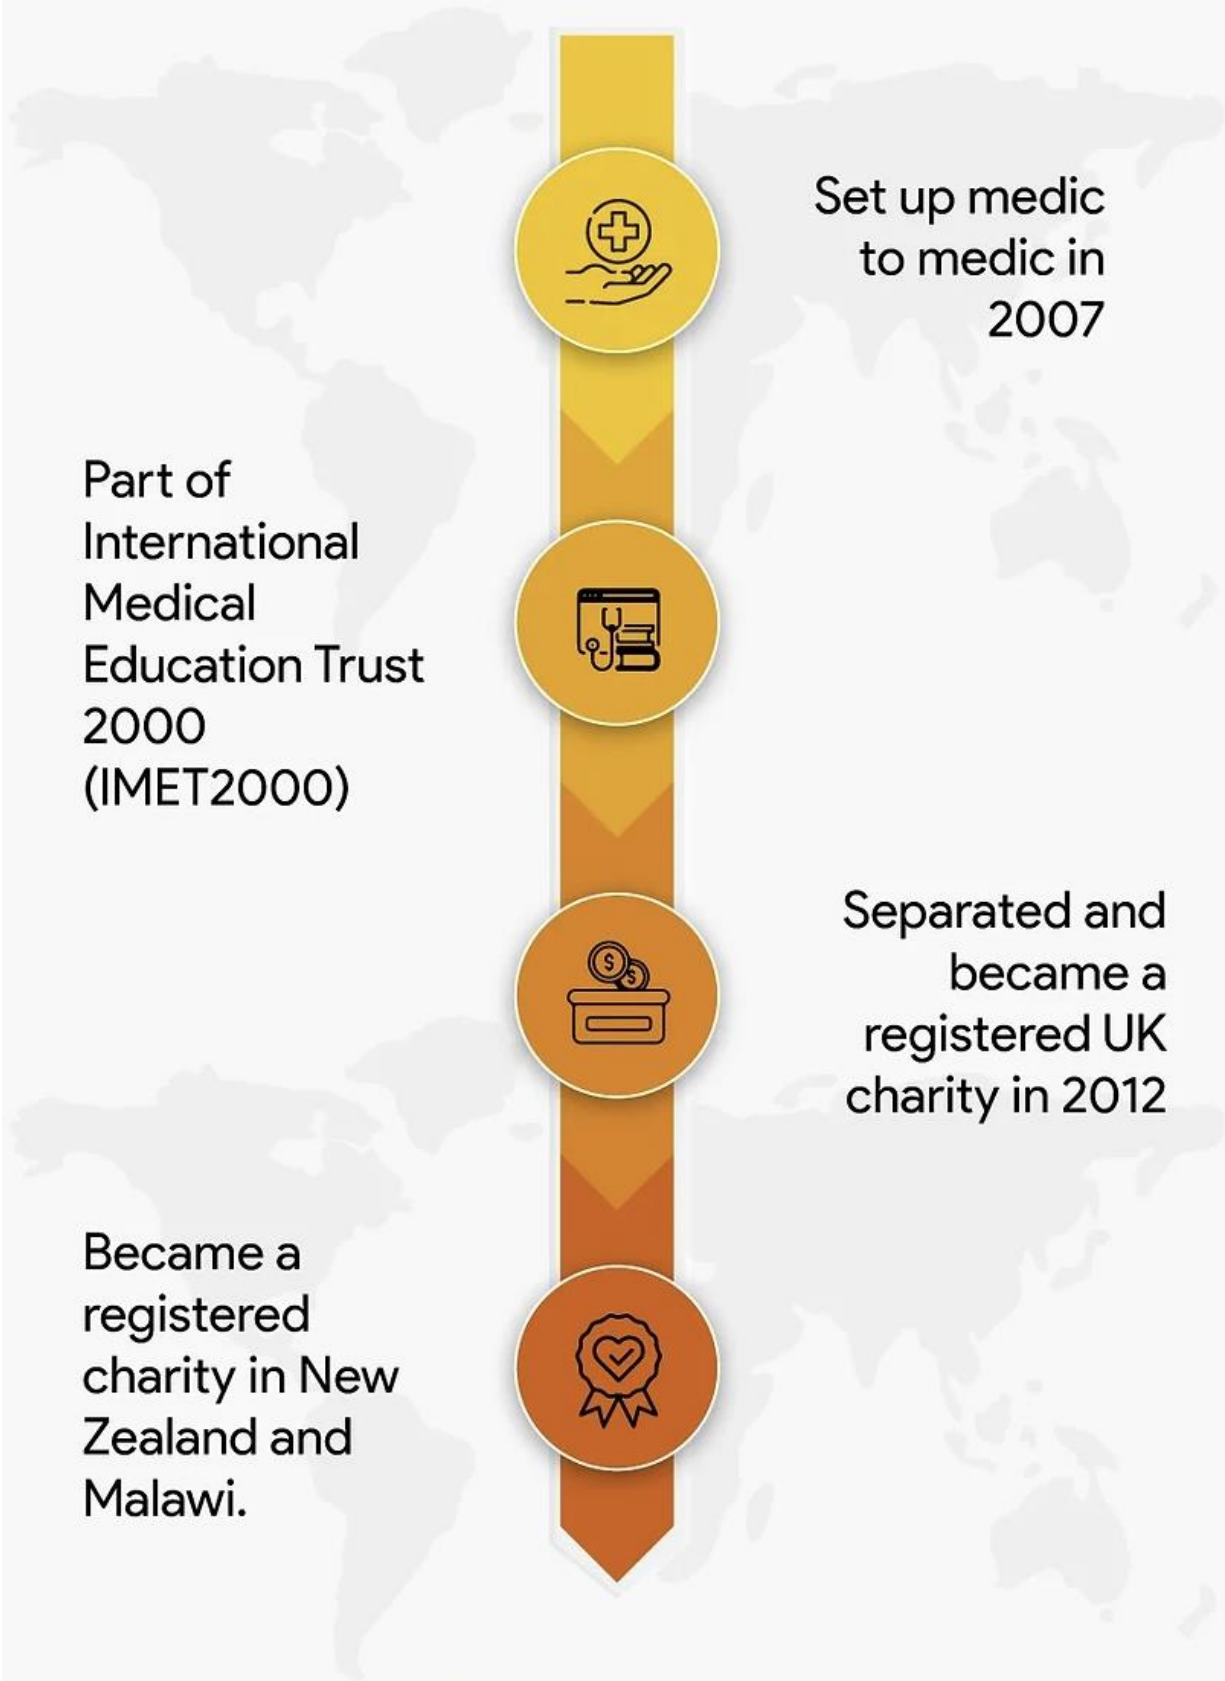 Set up medic
to medic in
2007
Part of
International
Medical
Education Trust
2000
(IMET2000)
Separated and
became a
registered UK
charity in 2012
Became a
registered
charity in New
Zealand and
Malawi.